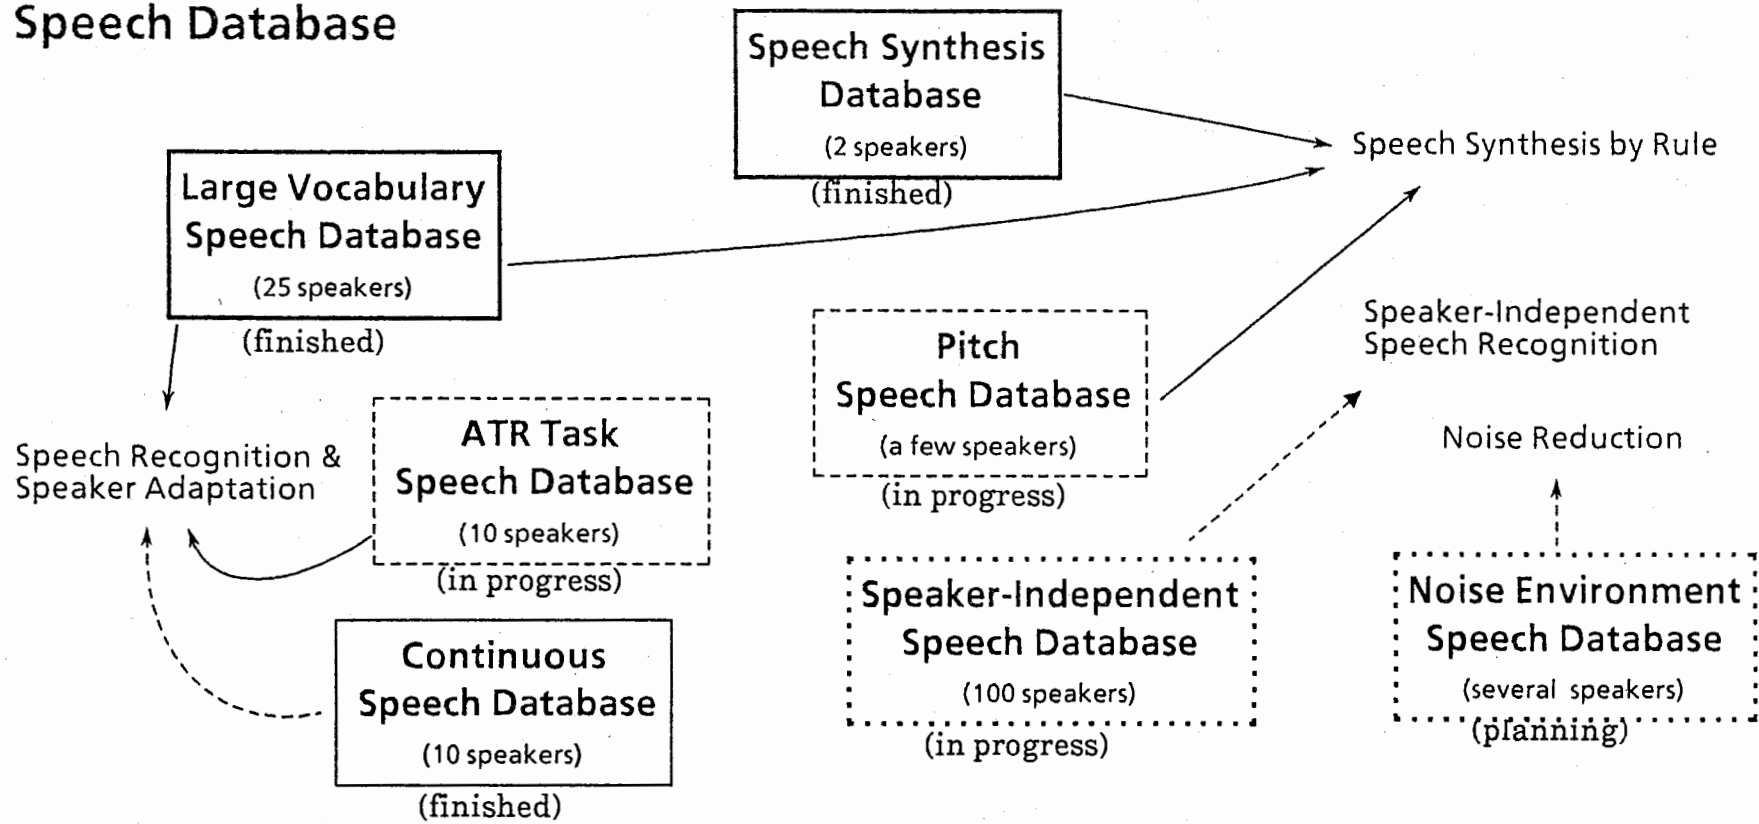 Speech Database
Speech Synthesis
Database
(2 speakers)
(finished)
Speech Synthesis by Rule
Large Vocabulary
Speech Database
(25 speakers)
(finished)
Speech Recognition &
Speaker Adaptation
ATR Task
Speech Database
(10 speakers)
(in progress)
Continuous
Speech Database
(10 speakers)
(finished)
Pitch
Speech Database
(a few speakers)
(in progress)
Speaker-Independent
Speech Recognition
Noise Reduction
Speaker-Independent
Speech Database
(100 speakers)
(in progress)
Noise Environment
Speech Database
(several speakers)
(planning)